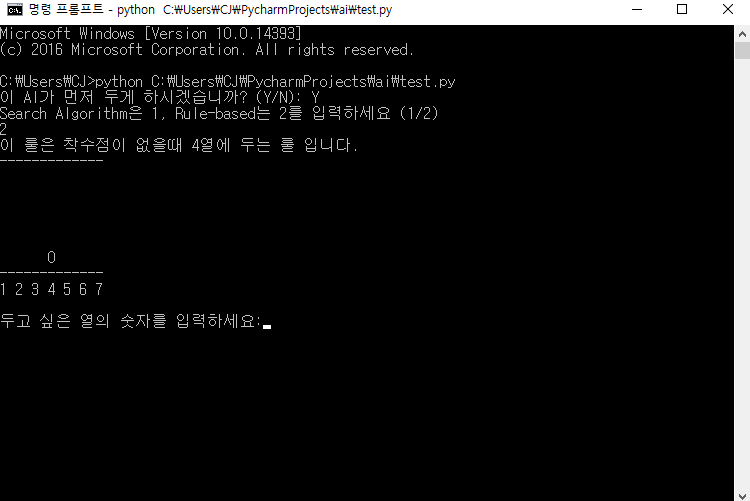 명령 프롬프트 - python  C:\Users\CJ\PycharmProjects\ai\test.py
Microsoft Windows [Version 10.0.14393]
(c) 2016 Microsoft Corporation. All rights reserved.
C:₩Users₩CJ>python C:₩Users₩CJ₩PycharmProjects₩ai₩test.py
이 AI가 먼저 두게 하시겠습니까? (Y/N): Y
Search Algorithm은 1, Rule-based는 2를 입력하세요 (1/2)
2
이 룰은 착수점이 없을때 4열에 두는 룰 입니다.
-------------
O
-------------
1 2 3 4 5 6 7
두고 싶은 열의 숫자를 입력하세요: